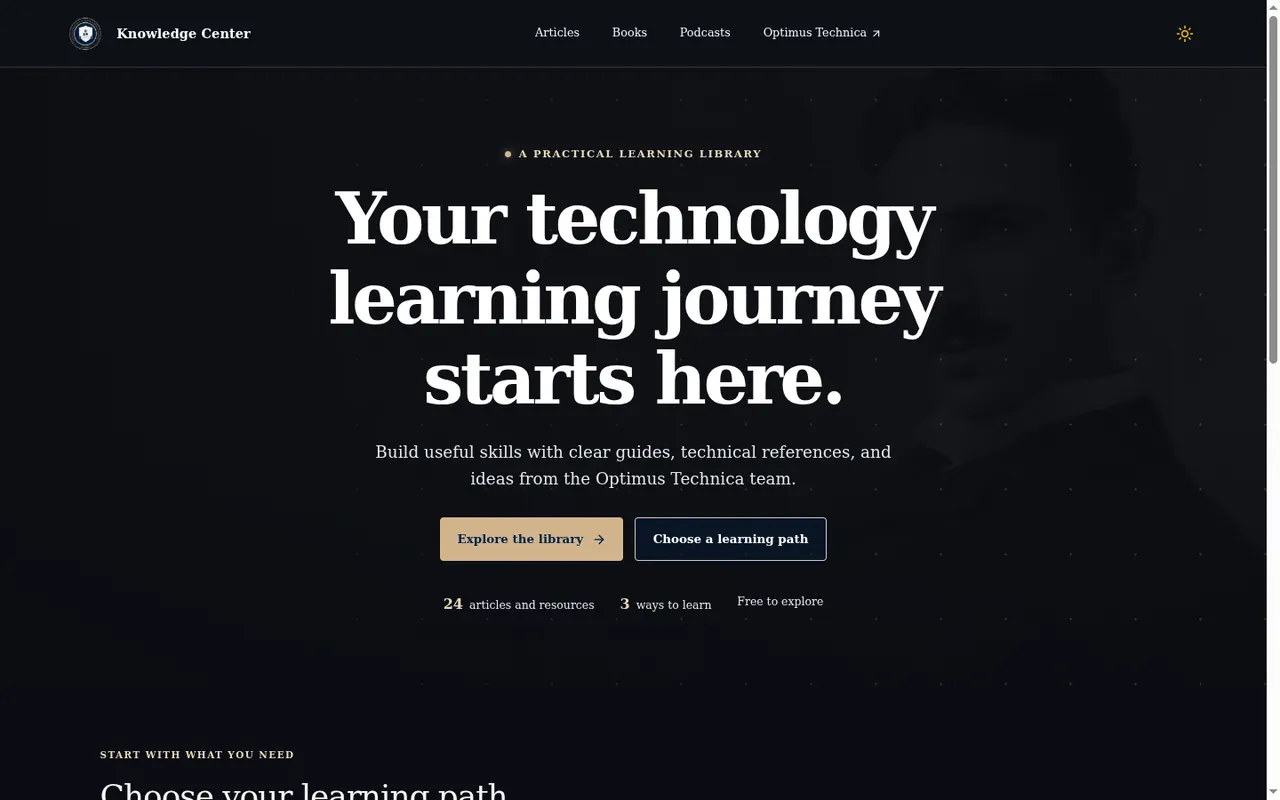 Knowledge Center
Articles
Books
Podcasts
Optimus Technica ↗
A PRACTICAL LEARNING LIBRARY
Your technology
learning journey
starts here.
Build useful skills with clear guides, technical references, and
ideas from the Optimus Technica team.
Explore the library →
Choose a learning path
24 articles and resources
3 ways to learn
Free to explore
START WITH WHAT YOU NEED
Choose your learning path